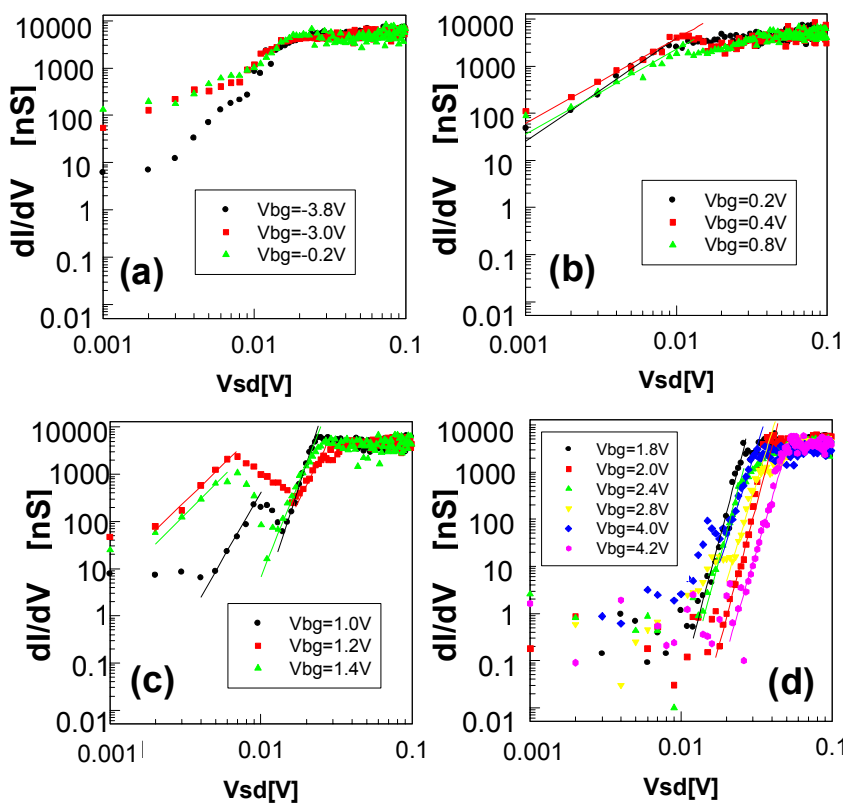 10000
1000
100
10
1
0.1
0.01
dI/dV [nS]
Vbg=-3.8V
Vbg=-3.0V
Vbg=-0.2V
(a)
0.001
0.01
0.1
Vsd[V]
10000
1000
100
10
1
0.1
0.01
dI/dV [nS]
Vbg=0.2V
Vbg=0.4V
Vbg=0.8V
(b)
0.001
0.01
0.1
Vsd[V]
10000
1000
100
10
1
0.1
0.01
dI/dV [nS]
Vbg=1.0V
Vbg=1.2V
Vbg=1.4V
(c)
0.001
0.01
0.1
Vsd[V]
10000
1000
100
10
1
0.1
0.01
dI/dV [nS]
Vbg=1.8V
Vbg=2.0V
Vbg=2.4V
Vbg=2.8V
Vbg=4.0V
Vbg=4.2V
(d)
0.001
0.01
0.1
Vsd[V]